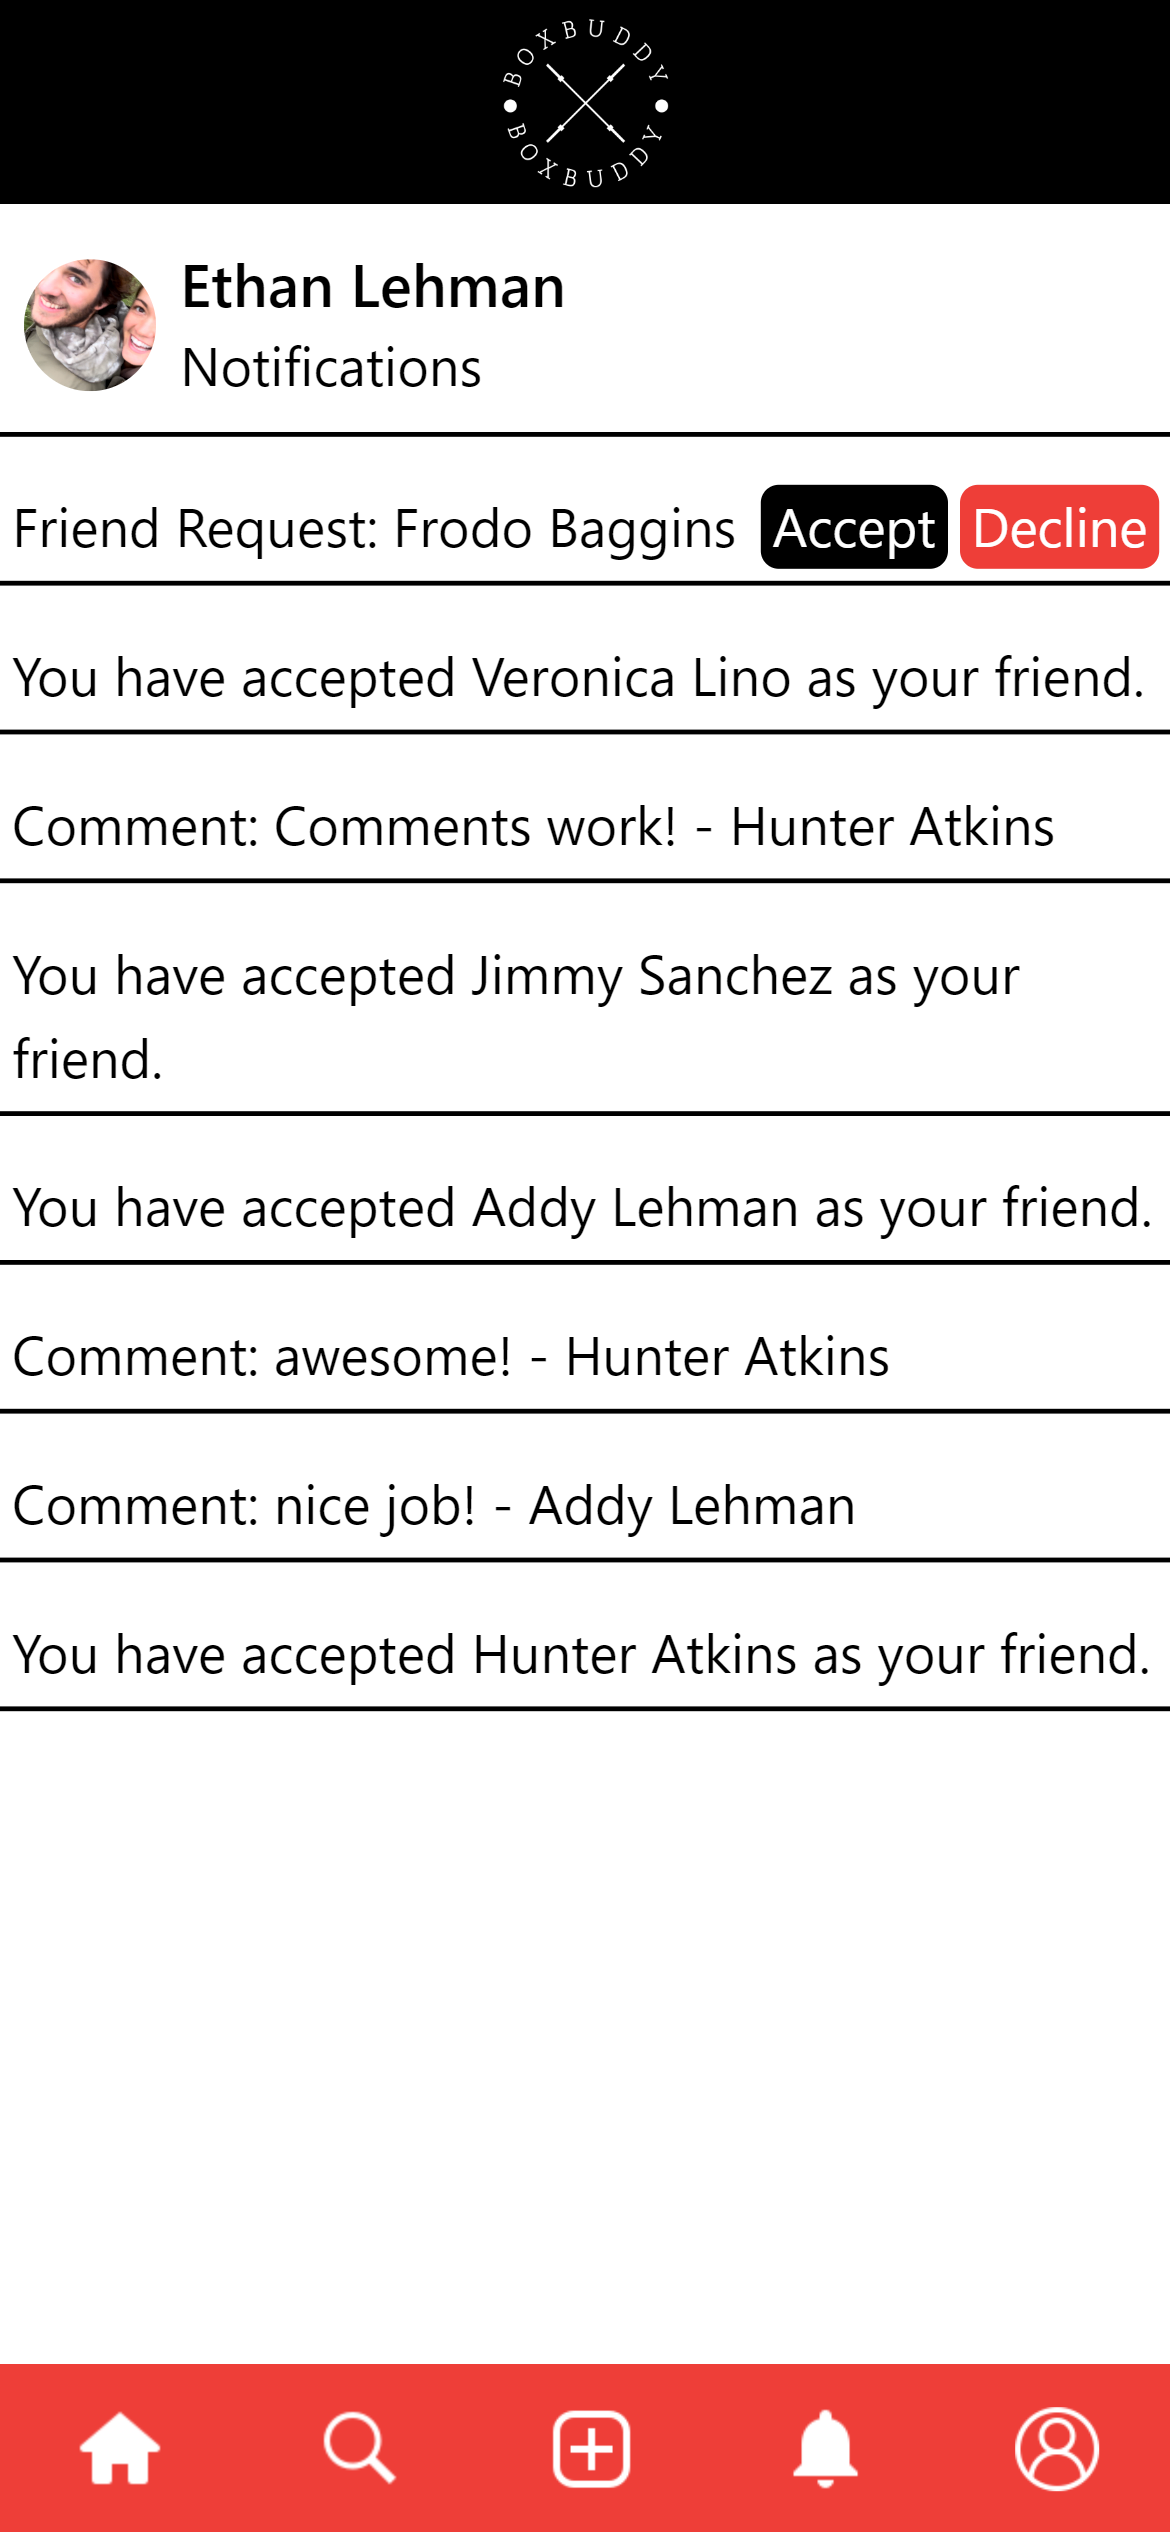 BOXBUDDY
BOXBUDDY
Ethan Lehman
Notifications
Friend Request: Frodo Baggins Accept Decline
You have accepted Veronica Lino as your friend.
Comment: Comments work! - Hunter Atkins
You have accepted Jimmy Sanchez as your
friend.
You have accepted Addy Lehman as your friend.
Comment: awesome! - Hunter Atkins
Comment: nice job! - Addy Lehman
You have accepted Hunter Atkins as your friend.